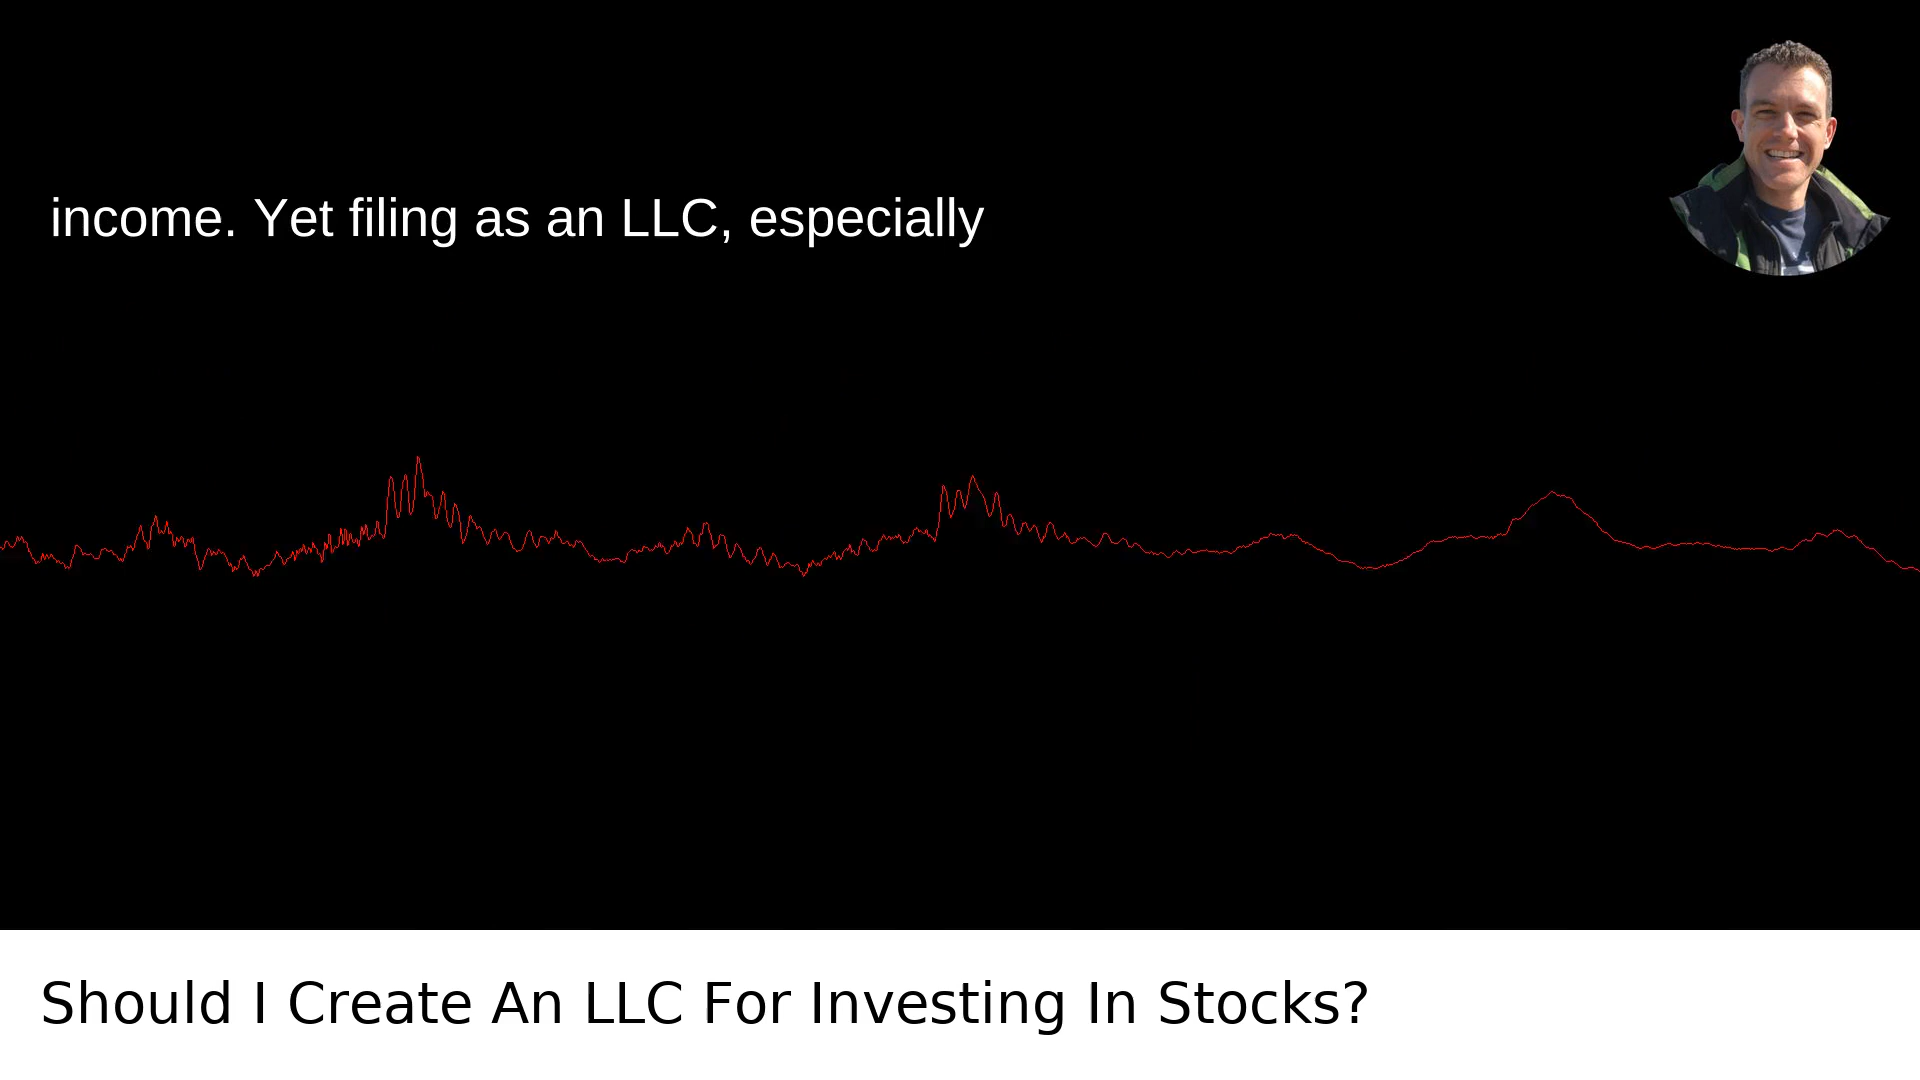 income. Yet filing as an LLC, especially
Should I Create An LLC For Investing In Stocks?